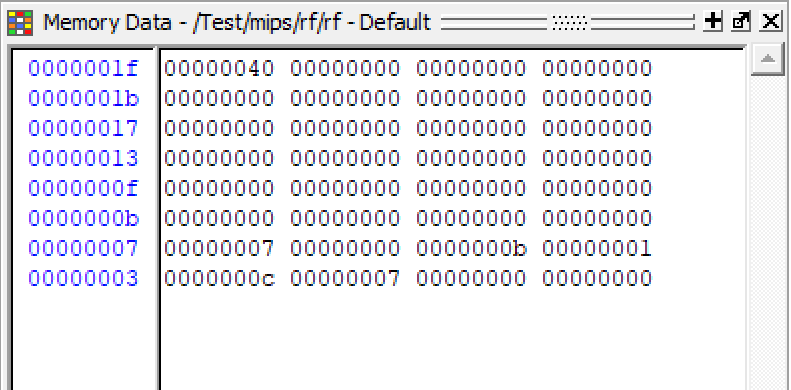 Memory Data - /Test/mips/rf/rf - Default
0000001f 00000040 00000000 00000000 00000000
0000001b 00000000 00000000 00000000 00000000
00000017 00000000 00000000 00000000 00000000
00000013 00000000 00000000 00000000 00000000
0000000f 00000000 00000000 00000000 00000000
0000000b 00000000 00000000 00000000 00000000
00000007 00000007 00000000 0000000b 00000001
00000003 0000000c 00000007 00000000 00000000